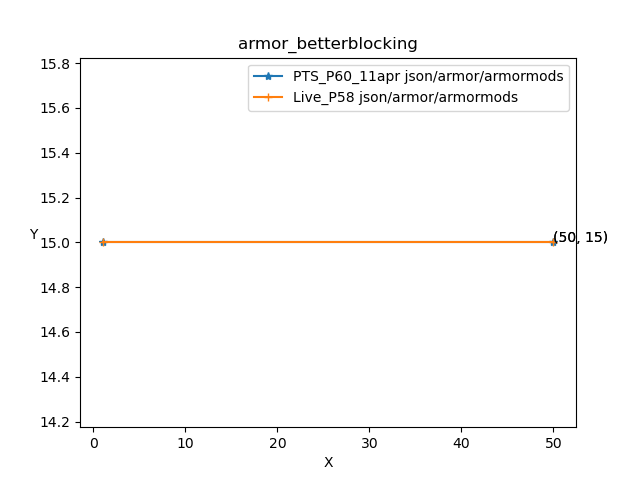 armor_betterblocking
PTS_P60_11apr json/armor/armormods
Live_P58 json/armor/armormods
15.8
15.6
15.4
15.2
15.0
14.8
14.6
14.4
14.2
Y
(50, 15)
0 10 20 30 40 50
X